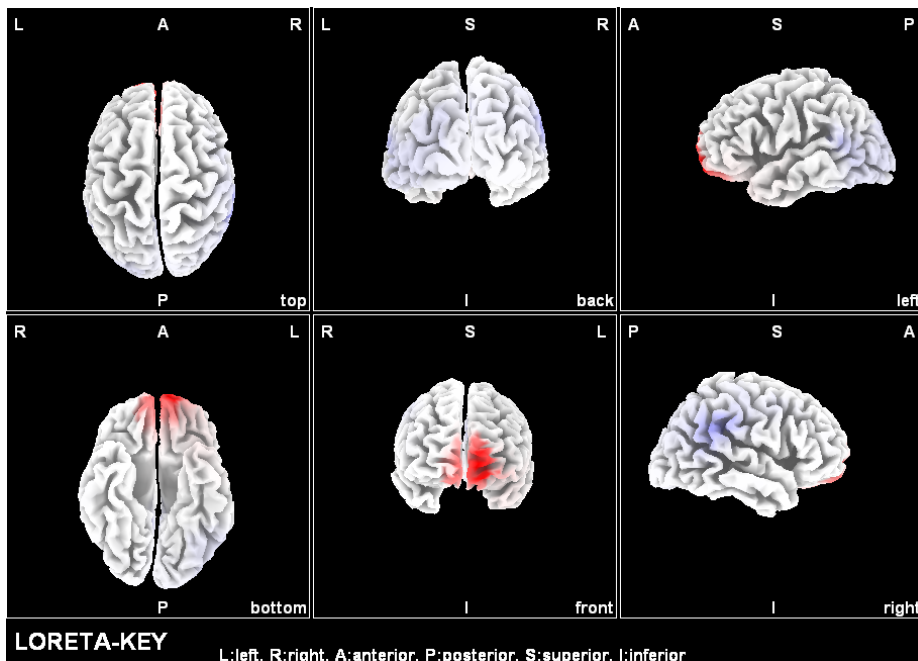 L A R
P top
L S R
I back
A S P
I left
R A L
P bottom
R S L
I front
P S A
I right
LORETA-KEY
L:left, R:right, A:anterior, P:posterior, S:superior, I:inferior